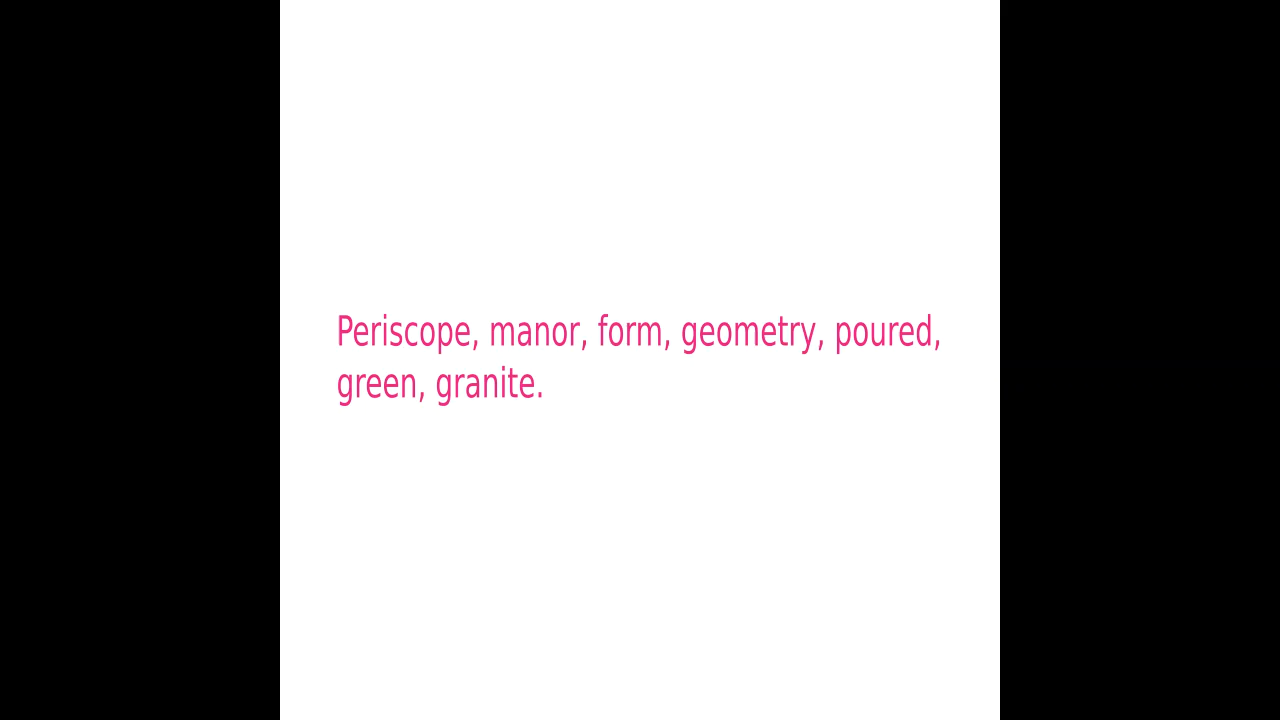 Periscope, manor, form, geometry, poured,
green, granite.